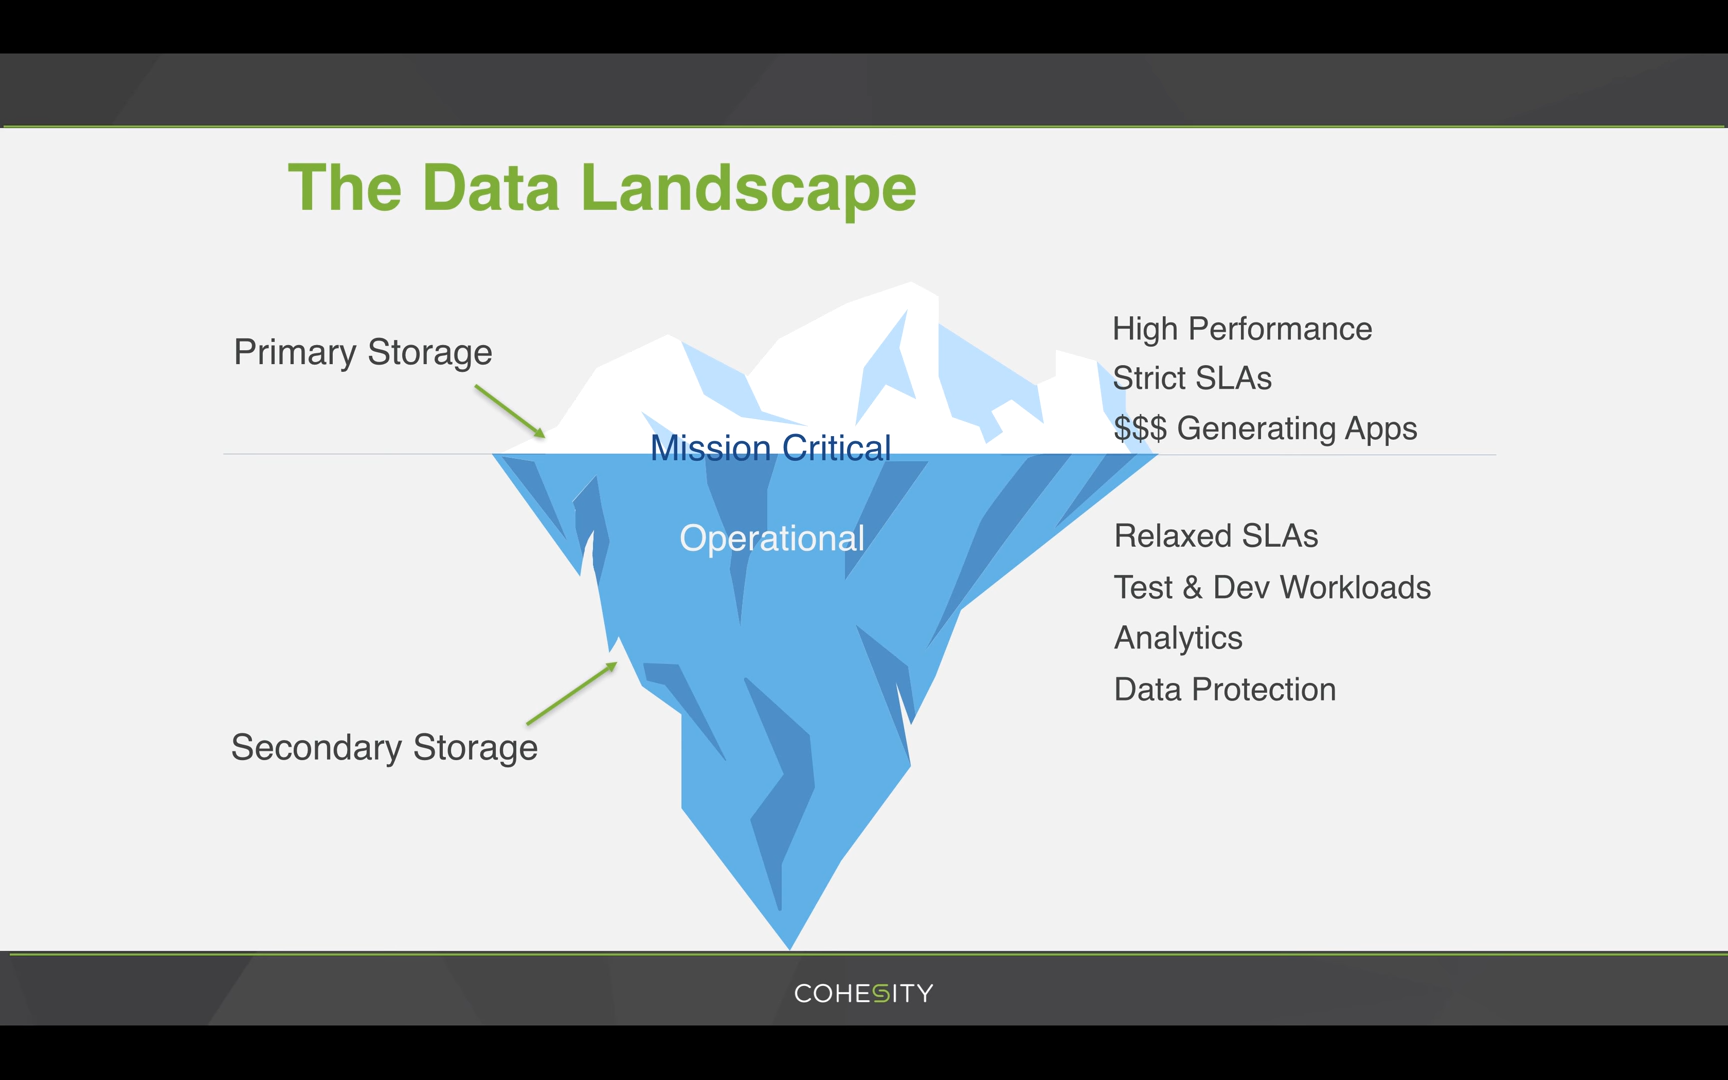 The Data Landscape
Primary Storage
High Performance
Strict SLAs
$$$ Generating Apps
Mission Critical
Operational
Relaxed SLAs
Test & Dev Workloads
Analytics
Data Protection
Secondary Storage
COHESITY